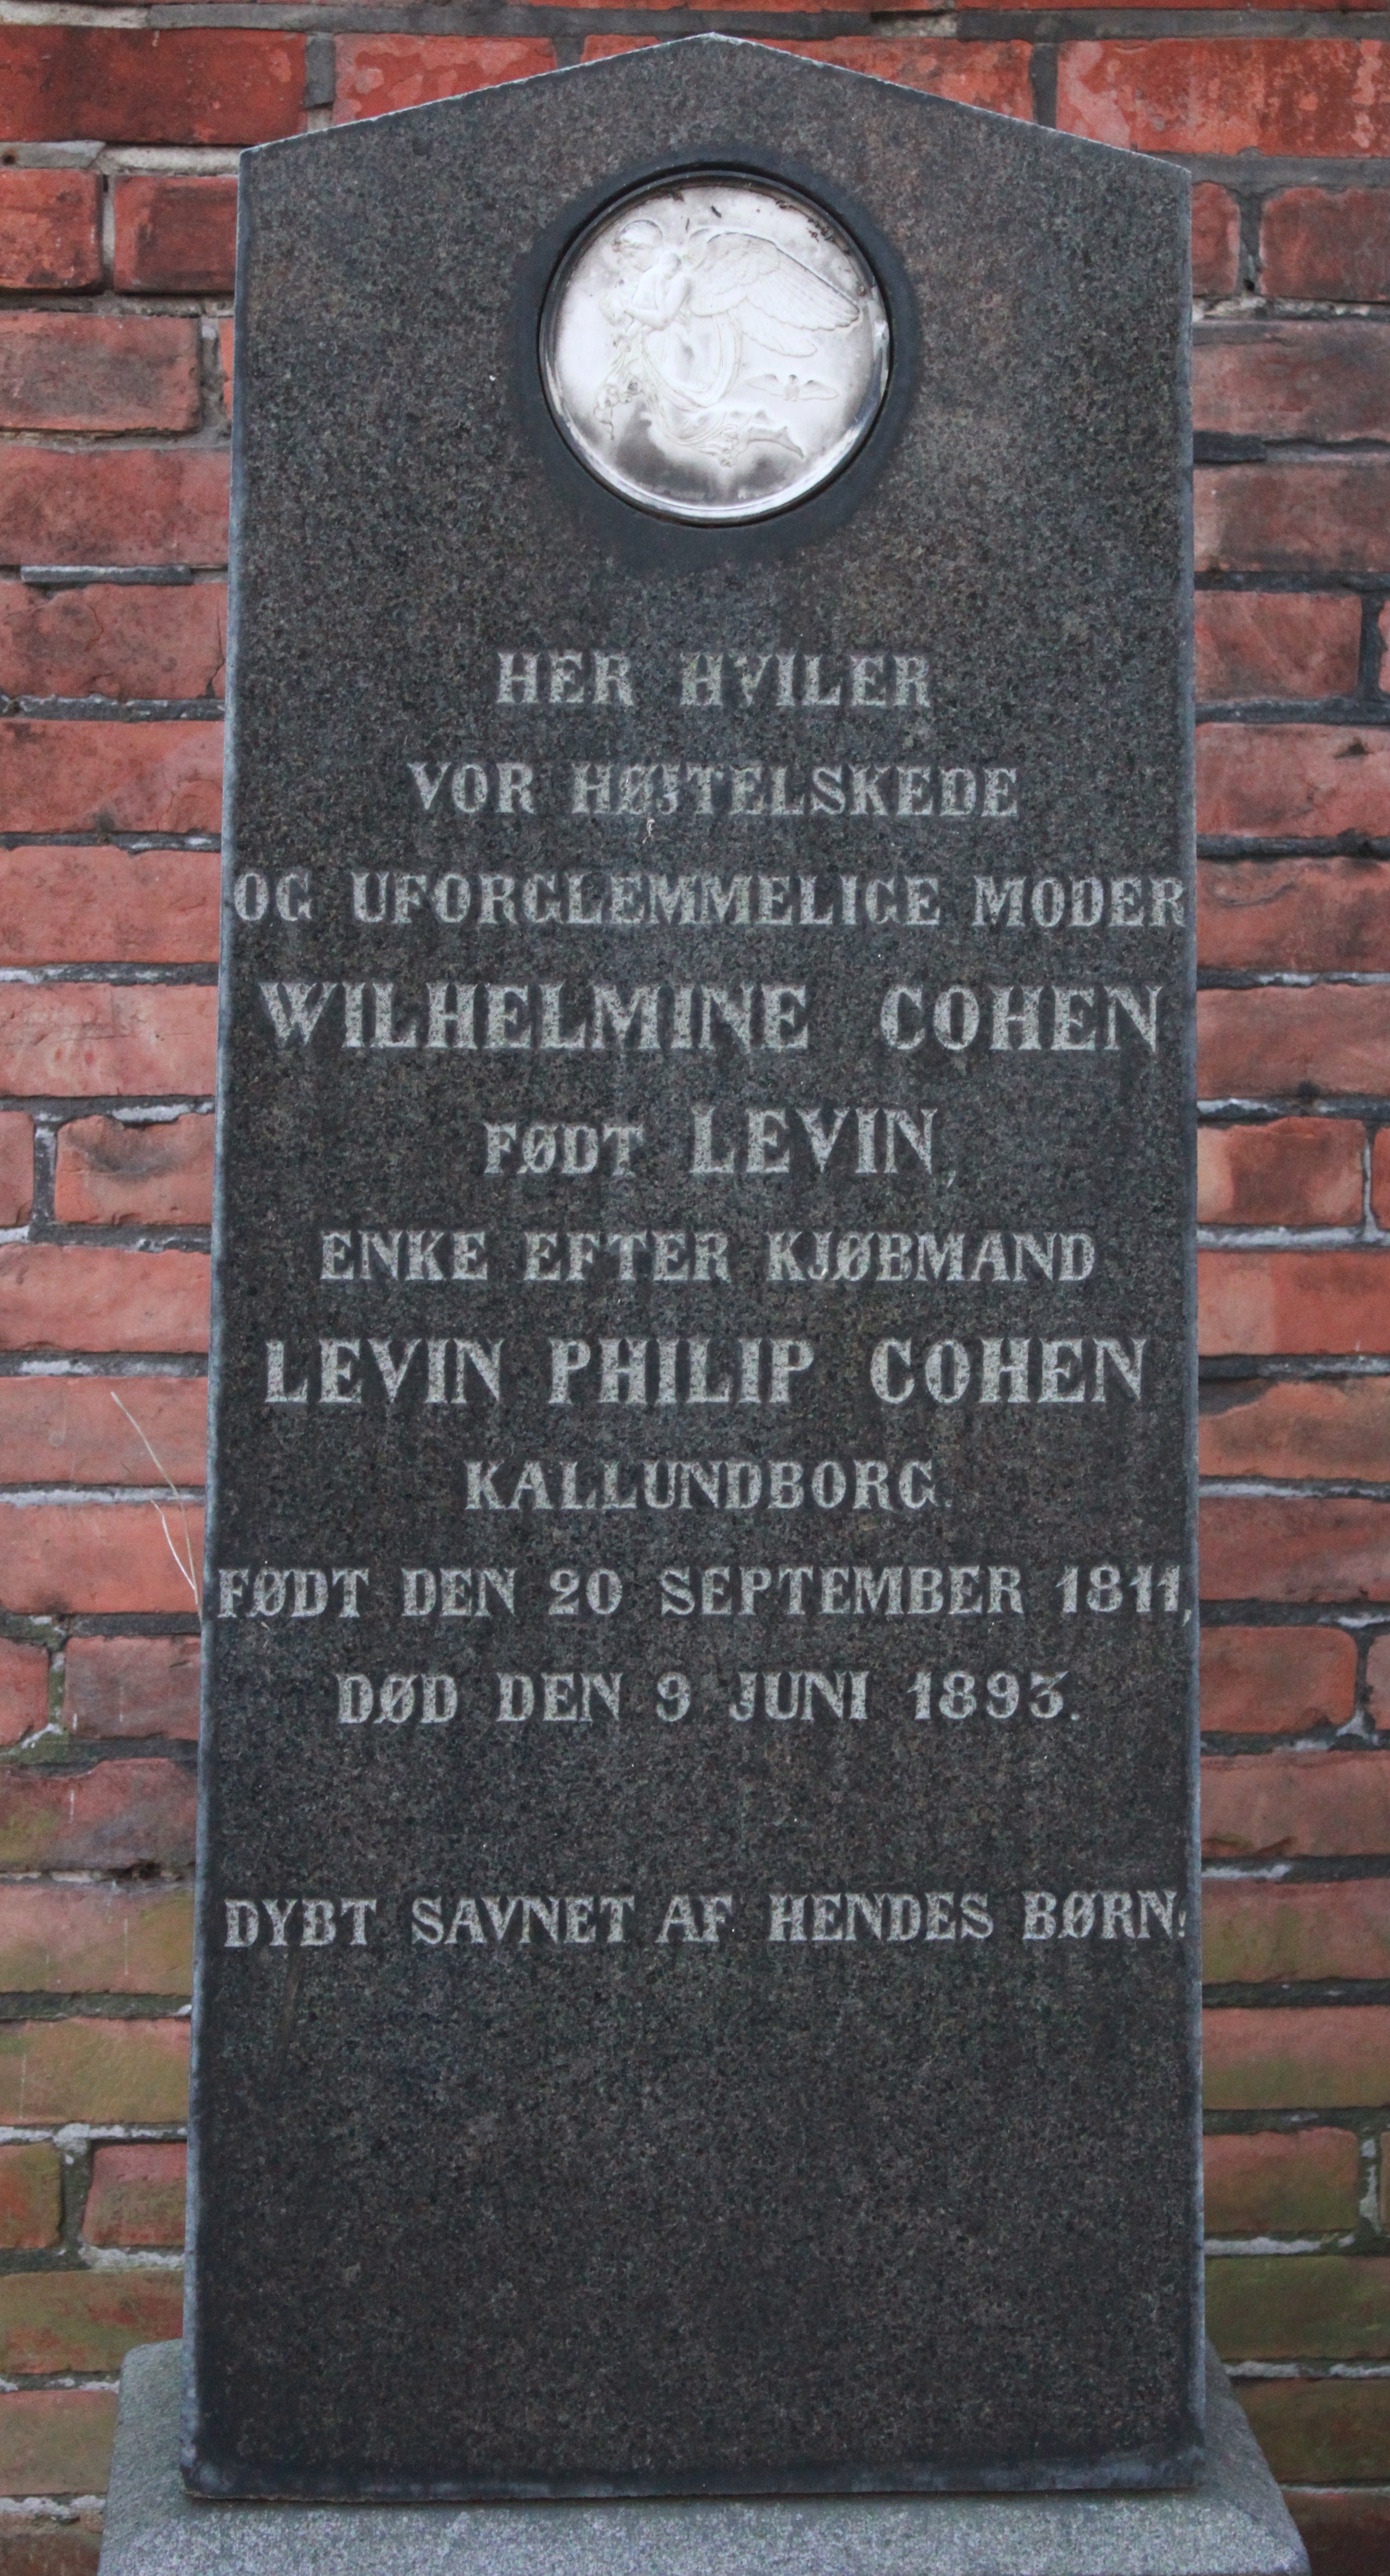 HER HVILER
VOR HØJTELSKEDE
OG UFORGLEMMELIGE MODER
WILHELMINE COHEN
FØDT LEVIN,
ENKE EFTER KJØBMAND
LEVIN PHILIP COHEN
KALLUNDBORG.
FØDT DEN 20 SEPTEMBER 1811,
DØD DEN 9 JUNI 1893.
DYBT SAVNET AF HENDES BØRN.